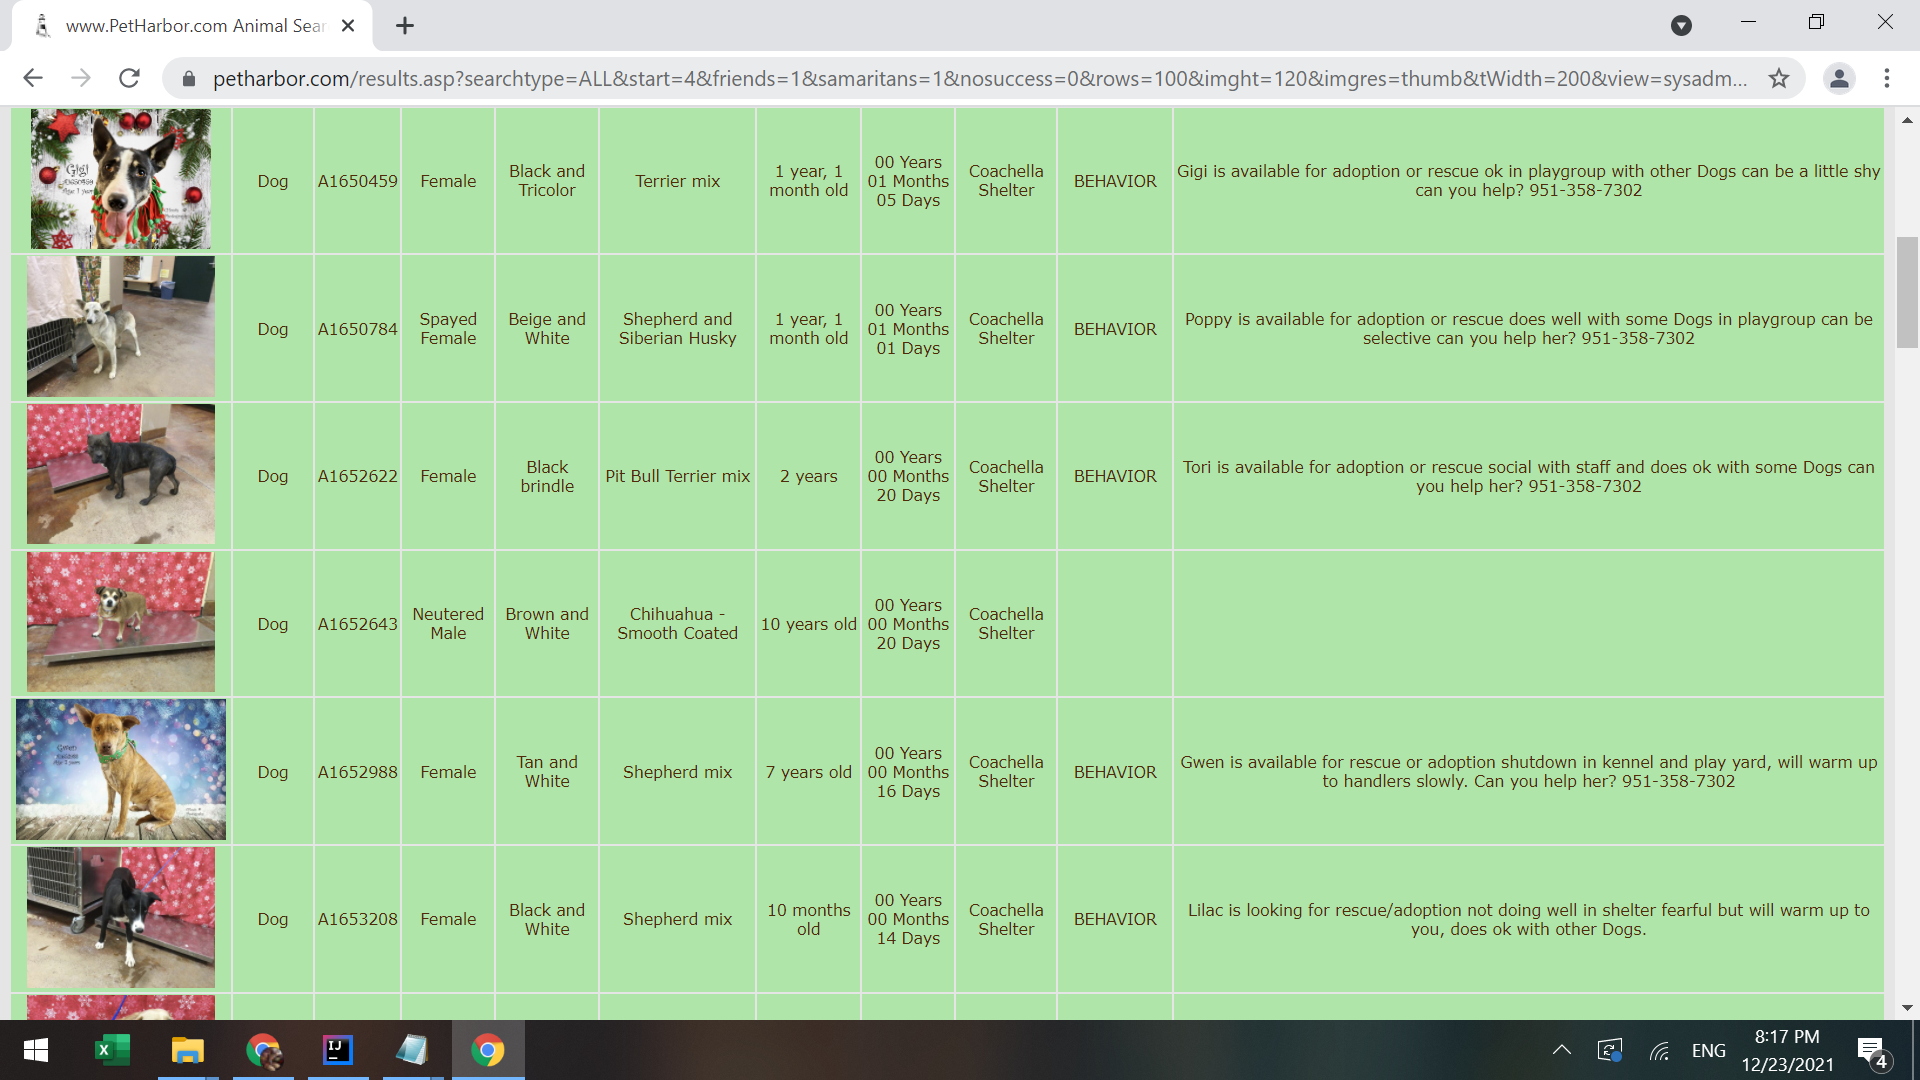 www.PetHarbor.com Animal Sear
petharbor.com/results.asp?searchtype=ALL&start=4&friends=1&samaritans=1&nosuccess=0&rows=100&imght=120&imgres=thumb&tWidth=200&view=sysadm...
Gigi
Dog
A1650459
Female
Black and
Tricolor
Terrier mix
1 year, 1
month old
00 Years
01 Months
05 Days
Coachella
Shelter
BEHAVIOR
Gigi is available for adoption or rescue ok in playgroup with other Dogs can be a little shy
can you help? 951-358-7302
Dog
A1650784
Spayed
Female
Beige and
White
Shepherd and
Siberian Husky
1 year, 1
month old
00 Years
01 Months
01 Days
Coachella
Shelter
BEHAVIOR
Poppy is available for adoption or rescue does well with some Dogs in playgroup can be
selective can you help her? 951-358-7302
Dog
A1652622
Female
Black
brindle
Pit Bull Terrier mix
2 years
00 Years
00 Months
20 Days
Coachella
Shelter
BEHAVIOR
Tori is available for adoption or rescue social with staff and does ok with some Dogs can
you help her? 951-358-7302
Dog
A1652643
Neutered
Male
Brown and
White
Chihuahua -
Smooth Coated
10 years old
00 Years
00 Months
20 Days
Coachella
Shelter
Gwen
Dog
A1652988
Female
Tan and
White
Shepherd mix
7 years old
00 Years
00 Months
16 Days
Coachella
Shelter
BEHAVIOR
Gwen is available for rescue or adoption shutdown in kennel and play yard, will warm up
to handlers slowly. Can you help her? 951-358-7302
Dog
A1653208
Female
Black and
White
Shepherd mix
10 months
old
00 Years
00 Months
14 Days
Coachella
Shelter
BEHAVIOR
Lilac is looking for rescue/adoption not doing well in shelter fearful but will warm up to
you, does ok with other Dogs.
X
IJ
ENG
8:17 PM
12/23/2021
4